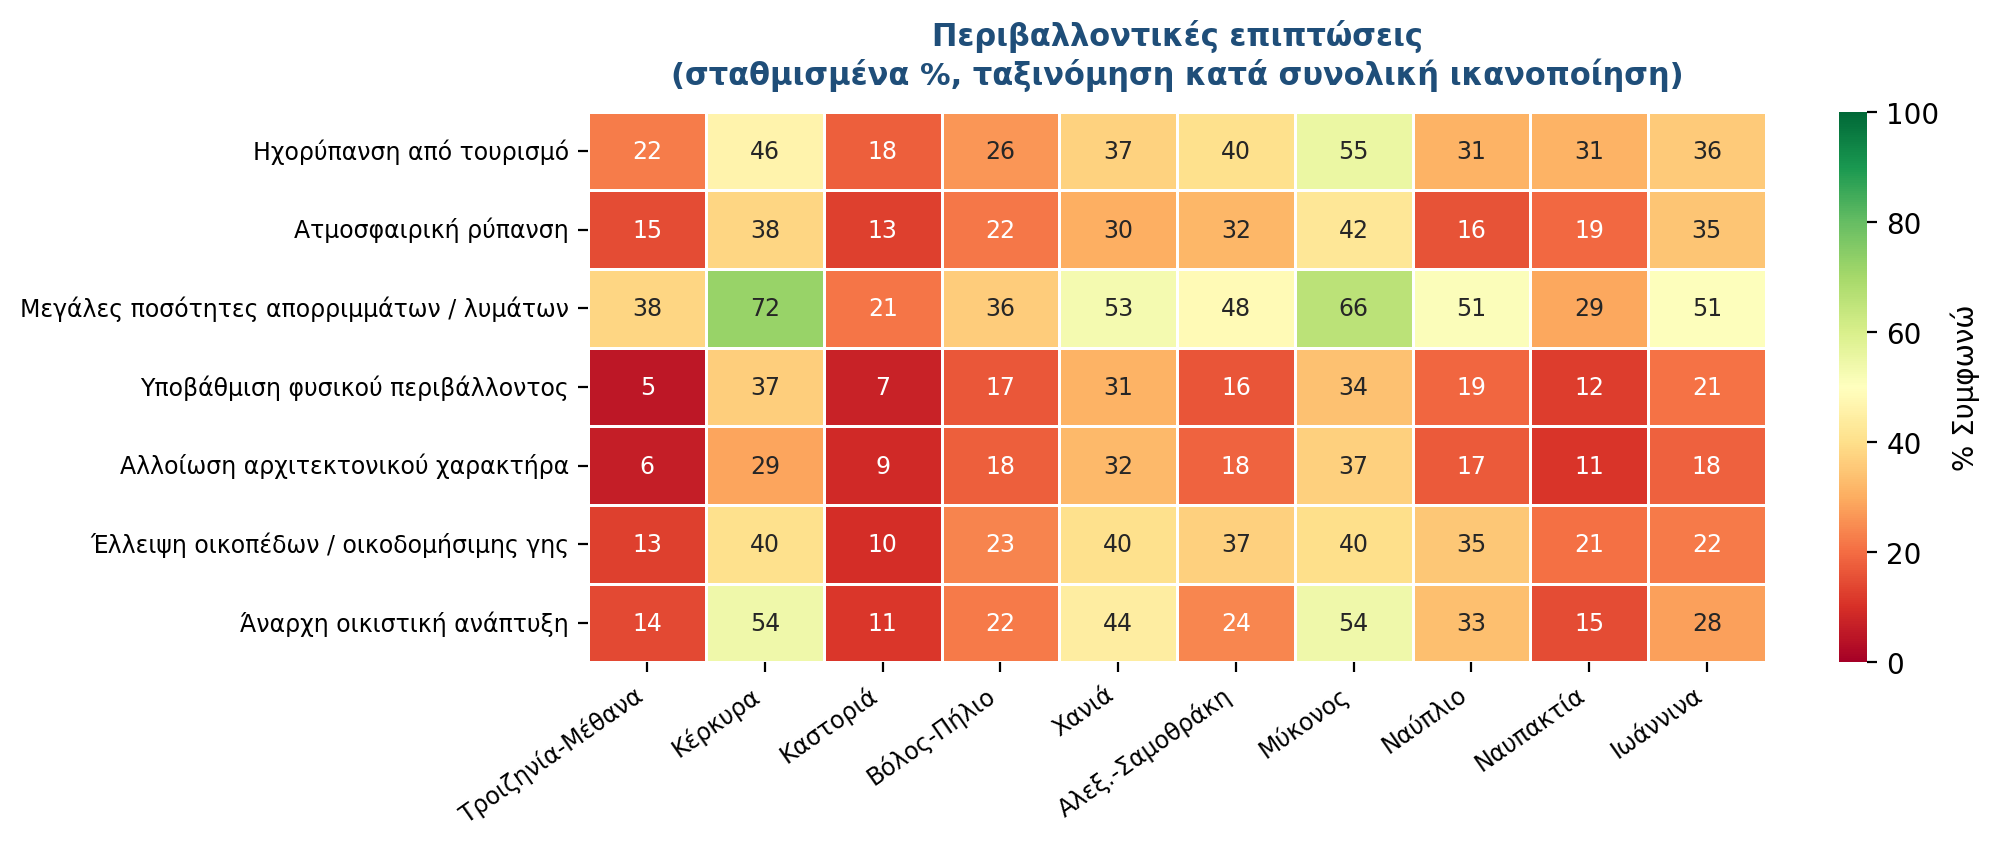 Περιβαλλοντικές επιπτώσεις
(σταθμισμένα %, ταξινόμηση κατά συνολική ικανοποίηση)
Ηχορύπανση από τουρισμό 22 46 18 26 37 40 55 31 31 36
Ατμοσφαιρική ρύπανση 15 38 13 22 30 32 42 16 19 35
Μεγάλες ποσότητες απορριμμάτων / λυμάτων 38 72 21 36 53 48 66 51 29 51
Υποβάθμιση φυσικού περιβάλλοντος 5 37 7 17 31 16 34 19 12 21
Αλλοίωση αρχιτεκτονικού χαρακτήρα 6 29 9 18 32 18 37 17 11 18
Έλλειψη οικοπέδων / οικοδομήσιμης γης 13 40 10 23 40 37 40 35 21 22
Άναρχη οικιστική ανάπτυξη 14 54 11 22 44 24 54 33 15 28
Τροιζηνία-Μέθανα
Κέρκυρα
Καστοριά
Βόλος-Πήλιο
Χανιά
Αλεξ.-Σαμοθράκη
Μύκονος
Ναύπλιο
Ναυπακτία
Ιωάννινα
100
80
60
40
20
0
% Συμφωνώ